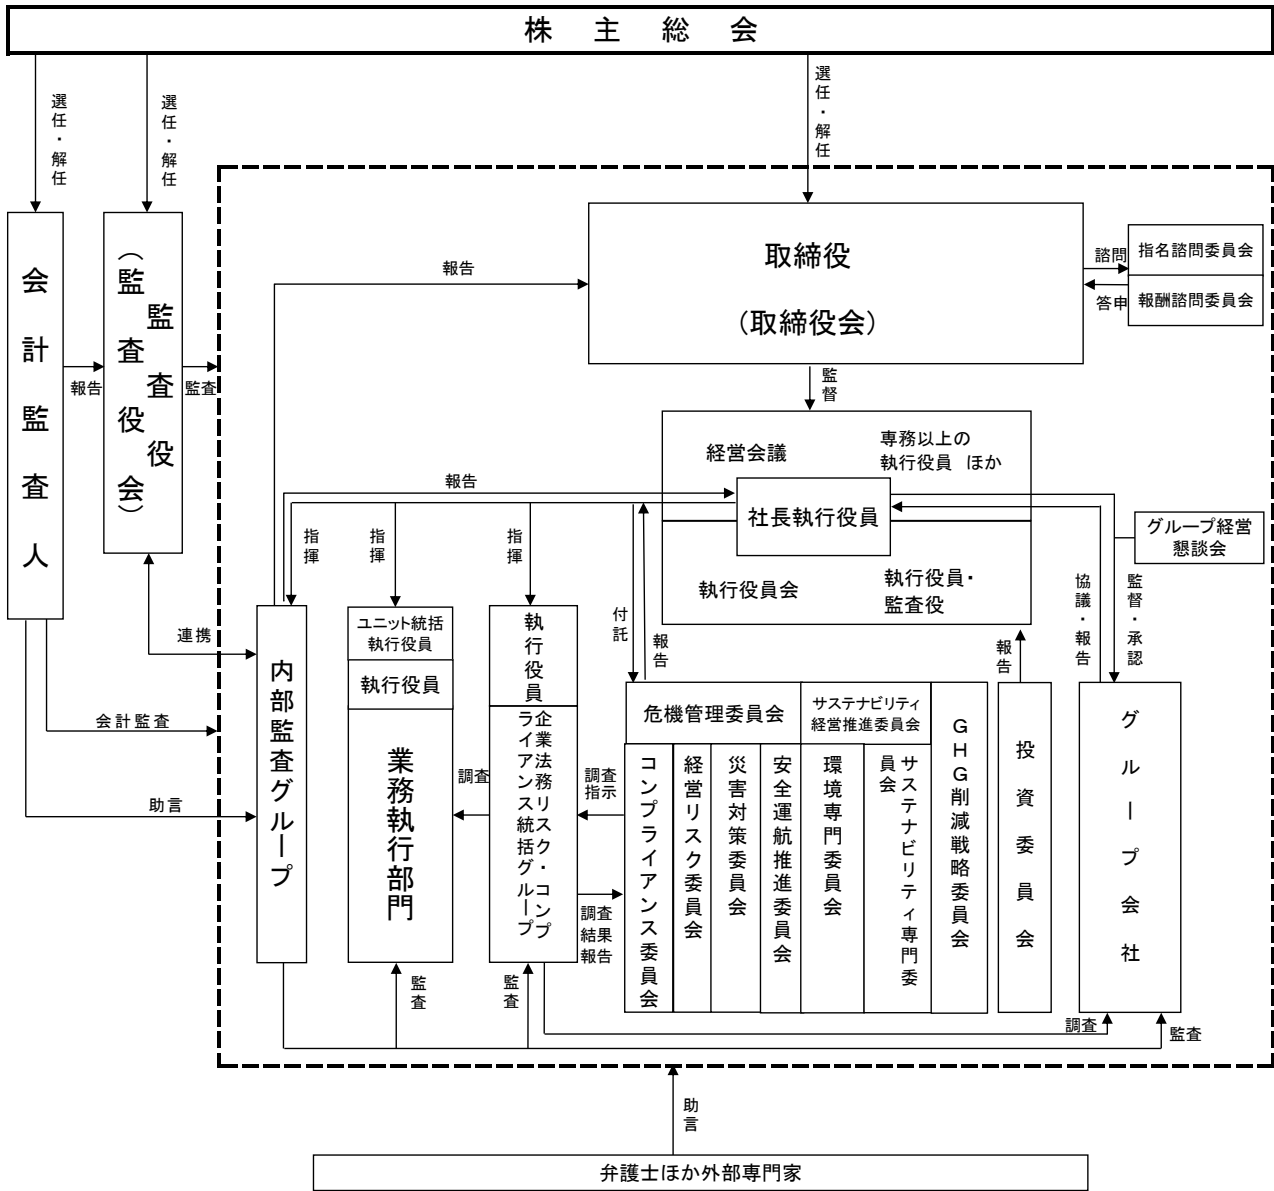 株主総会
選任・解任
選任・解任
選任・解任
会計監査人
報告
監査役
（監査役会）
監査
報告
取締役
（取締役会）
諮問
答申
指名諮問委員会
報酬諮問委員会
監督
経営会議
専務以上の
執行役員　ほか
社長執行役員
執行役員会
執行役員・
監査役
報告
指揮
指揮
指揮
付託
報告
報告
協議・報告
監督・承認
グループ経営
懇談会
連携
会計監査
助言
内部監査グループ
ユニット統括
執行役員
執行役員
業務執行部門
調査
執行役員
企業法務リスク・コンプ
ライアンス統括グループ
調査
指示
調査
結果
報告
危機管理委員会
コンプライアンス委員会
経営リスク委員会
災害対策委員会
安全運航推進委員会
サステナビリティ
経営推進委員会
環境専門委員会
サステナビリティ専門委
員会
GHG削減戦略委員会
投資委員会
グループ会社
監査
監査
調査
監査
助言
弁護士ほか外部専門家